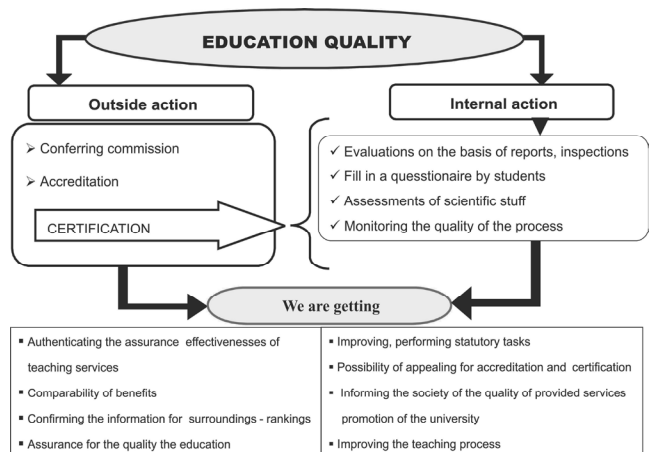 EDUCATION QUALITY
Outside action
➢ Conferring commission
➢ Accreditation
CERTIFICATION
Internal action
✓ Evaluations on the basis of reports, inspections
✓ Fill in a quesstionaire by students
✓ Assessments of scientific stuff
✓ Monitoring the quality of the process
We are getting
▪ Authenticating the assurance effectivenesses of
teaching services
▪ Comparability of benefits
▪ Confirming the information for surroundings - rankings
▪ Assurance for the quality the education
▪ Improving, performing statutory tasks
▪ Possibility of appealing for accreditation and certification
▪ Informing the society of the quality of provided services
promotion of the university
▪ Improving the teaching process